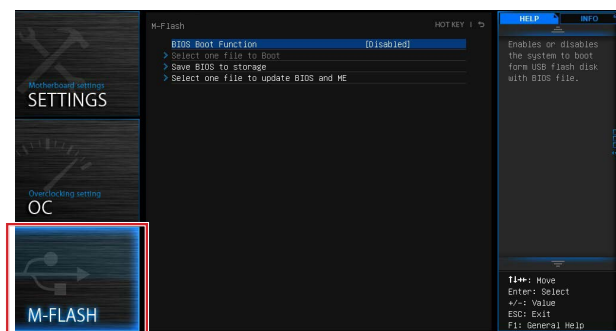 M-Flash
HOT KEY
HELP
INFO
BIOS Boot Function [Disabled]
> Select one file to Boot
> Save BIOS to storage
> Select one file to update BIOS and ME
Motherboard settings
SETTINGS
Overclocking setting
OC
M-FLASH
Enables or disables
the system to boot
form USB flash disk
with BIOS file.
↑↓→←: Move
Enter: Select
+/-: Value
ESC: Exit
F1: General Help